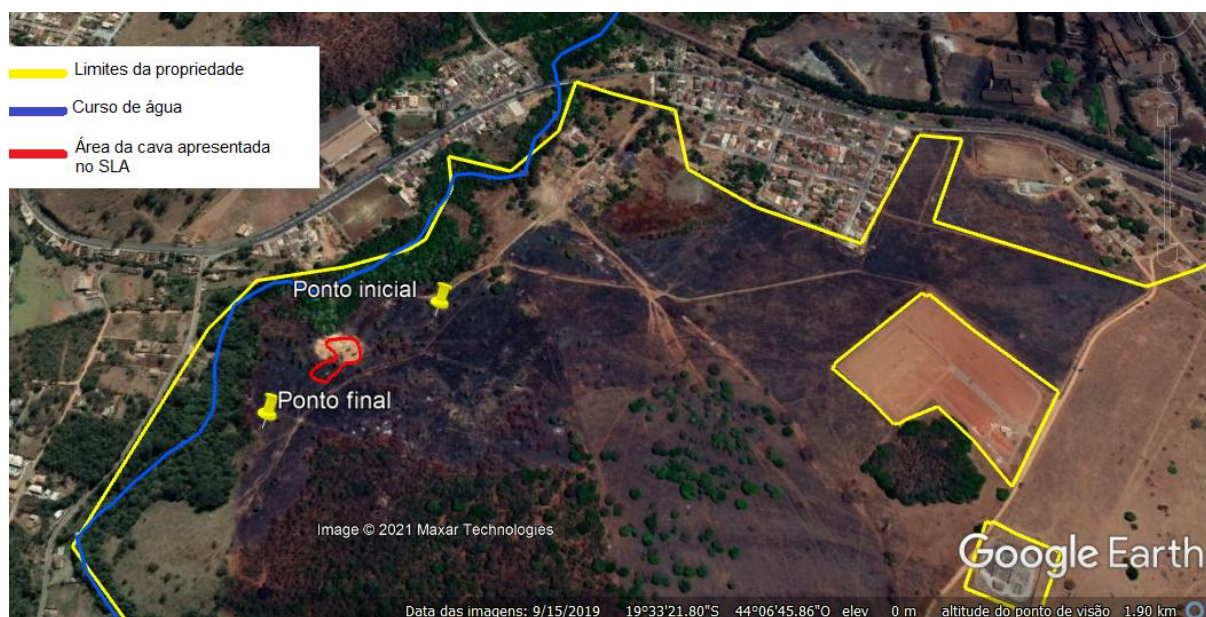 Limites da propriedade
Curso de água
Área da cava apresentada
no SLA
Ponto inicial
Ponto final
Image © 2021 Maxar Technologies
Google Earth
Data das imagens: 9/15/2019 19°33'21.80"S 44°06'45.86"O elev 0 m altitude do ponto de visão 1.90 km